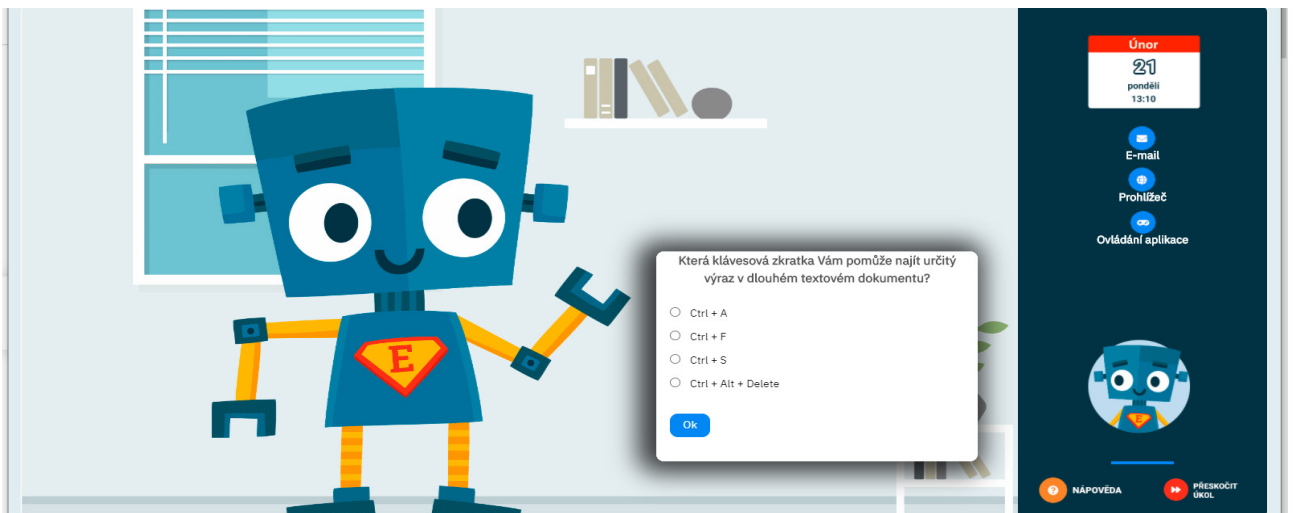 E
Která klávesová zkratka Vám pomůže najít určitý
výraz v dlouhém textovém dokumentu?
Ctrl + A
Ctrl + F
Ctrl + S
Ctrl + Alt + Delete
Ok
Únor
21
pondělí
13:10
E-mail
Prohlížeč
Ovládání aplikace
E
NÁPOVĚDA
PŘESKOČIT
ÚKOL